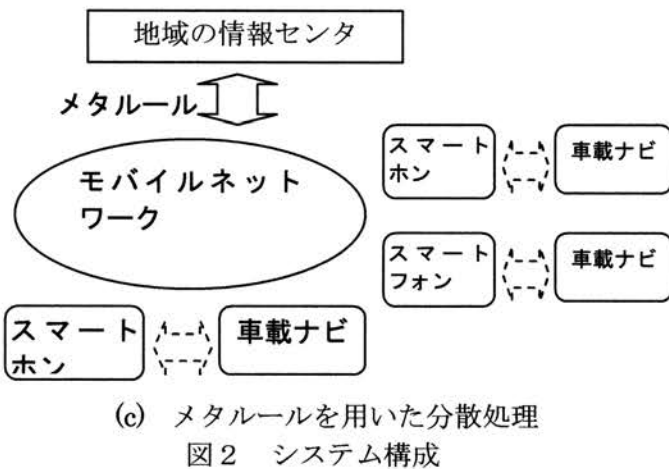 地域の情報センタ
メタルール
モバイルネット
ワーク
スマート
ホン
車載ナビ
スマート
フォン
車載ナビ
スマート
ホン
車載ナビ
(c) メタルールを用いた分散処理
図2 システム構成